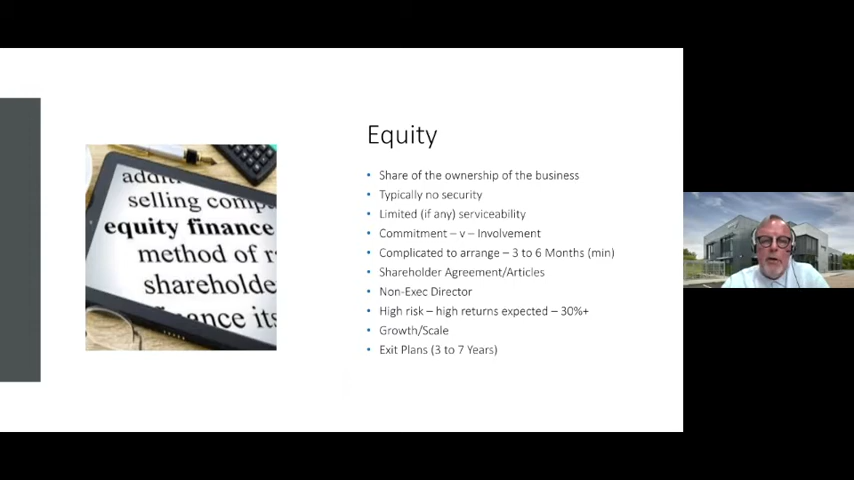 Equity
• Share of the ownership of the business
• Typically no security
• Limited (if any) serviceability
• Commitment – v – Involvement
• Complicated to arrange – 3 to 6 Months (min)
• Shareholder Agreement/Articles
• Non-Exec Director
• High risk – high returns expected – 30%+
• Growth/Scale
• Exit Plans (3 to 7 Years)
selling
equity finance
method of